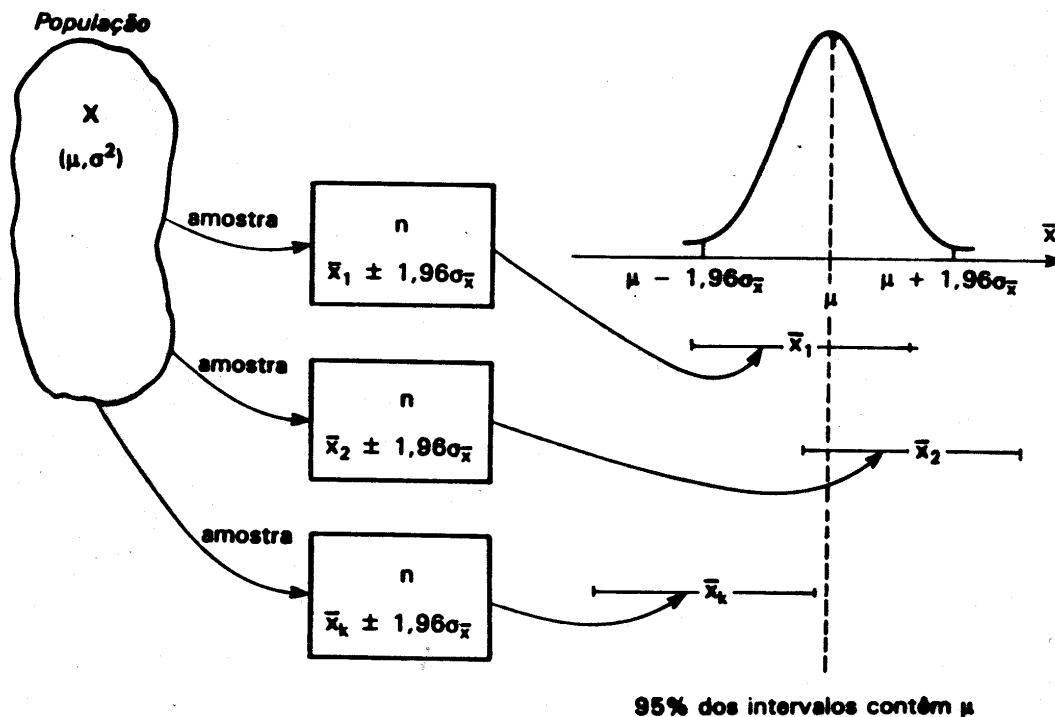 População
X
(μ,σ²)
amostra
n
x̄₁ ± 1,96σx̄
amostra
n
x̄₂ ± 1,96σx̄
amostra
n
x̄ₖ ± 1,96σx̄
x̄
μ − 1,96σx̄
μ
μ + 1,96σx̄
x̄₁
x̄₂
x̄ₖ
95% dos intervalos contêm μ